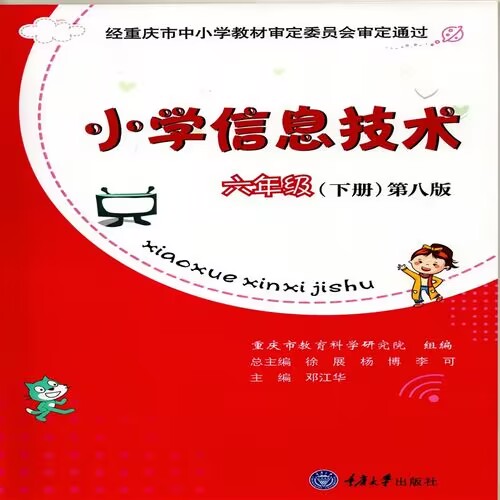 经重庆市中小学教材审定委员会审定通过
小学信息技术
六年级（下册）第八版
xiaoxue xinxi jishu
重庆市教育科学研究院 组编
总主编 徐 展 杨 博 李 可
主 编 邓江华
重庆大学出版社